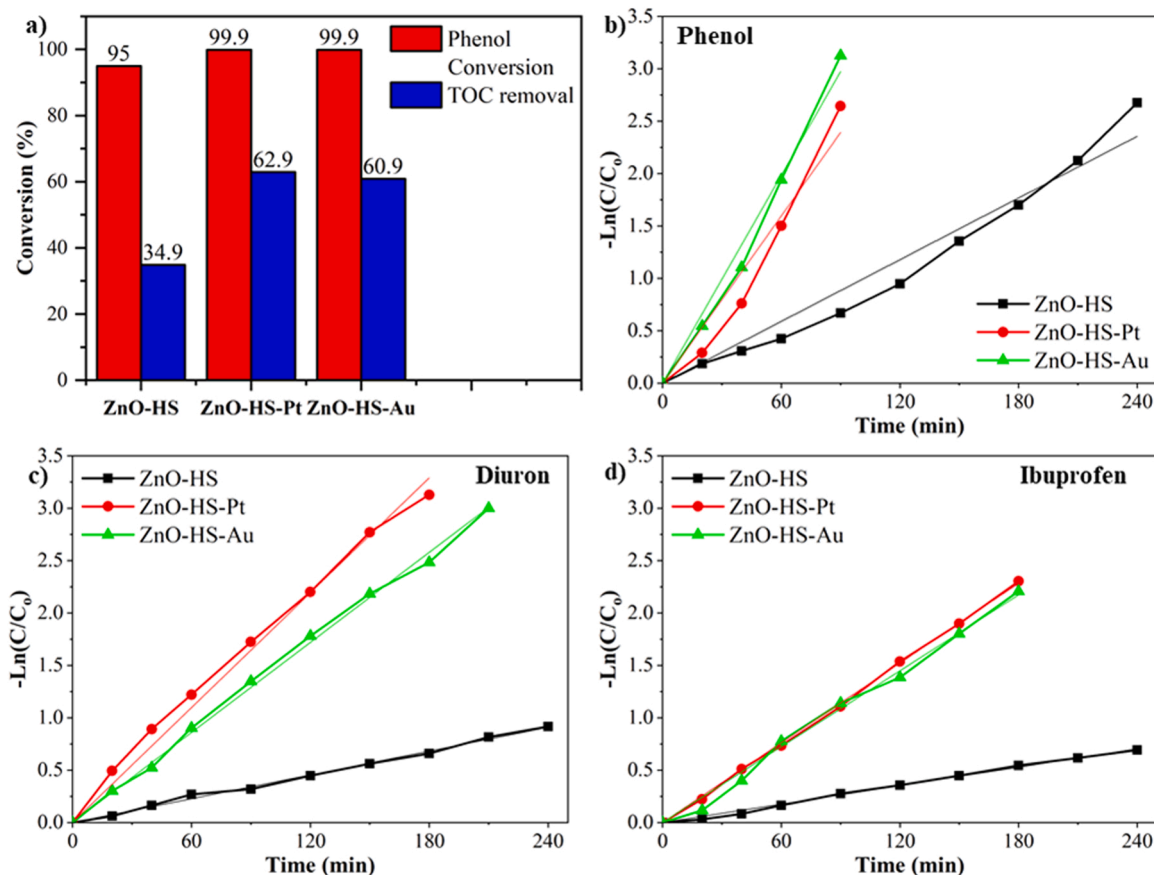 a)
Phenol
Conversion
TOC removal
95
99.9
99.9
34.9
62.9
60.9
100
80
60
40
20
0
Conversion (%)
ZnO-HS
ZnO-HS-Pt
ZnO-HS-Au
b)
Phenol
3.5
3.0
2.5
2.0
1.5
1.0
0.5
0.0
-Ln(C/Co)
ZnO-HS
ZnO-HS-Pt
ZnO-HS-Au
0
60
120
180
240
Time (min)
c)
Diuron
ZnO-HS
ZnO-HS-Pt
ZnO-HS-Au
3.5
3.0
2.5
2.0
1.5
1.0
0.5
0.0
-Ln(C/Co)
0
60
120
180
240
Time (min)
d)
Ibuprofen
ZnO-HS
ZnO-HS-Pt
ZnO-HS-Au
3.5
3.0
2.5
2.0
1.5
1.0
0.5
0.0
-Ln(C/Co)
0
60
120
180
240
Time (min)